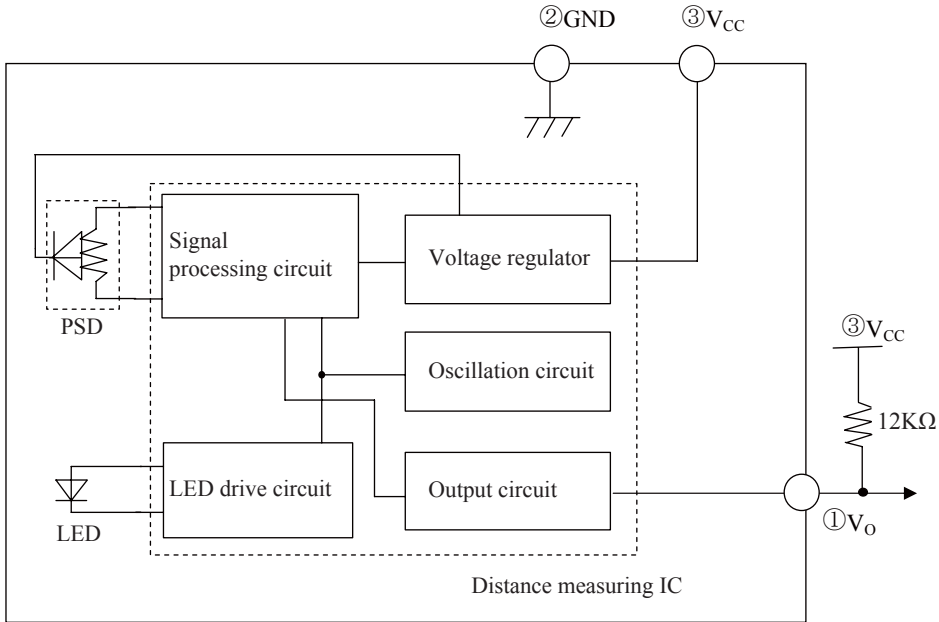 ②GND
③VCC
Signal
processing circuit
Voltage regulator
PSD
Oscillation circuit
③VCC
12KΩ
LED drive circuit
Output circuit
LED
①VO
Distance measuring IC